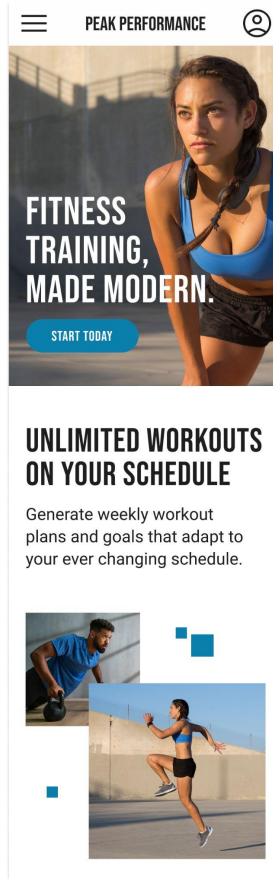 PEAK PERFORMANCE
FITNESS
TRAINING,
MADE MODERN.
START TODAY
UNLIMITED WORKOUTS
ON YOUR SCHEDULE
Generate weekly workout
plans and goals that adapt to
your ever changing schedule.